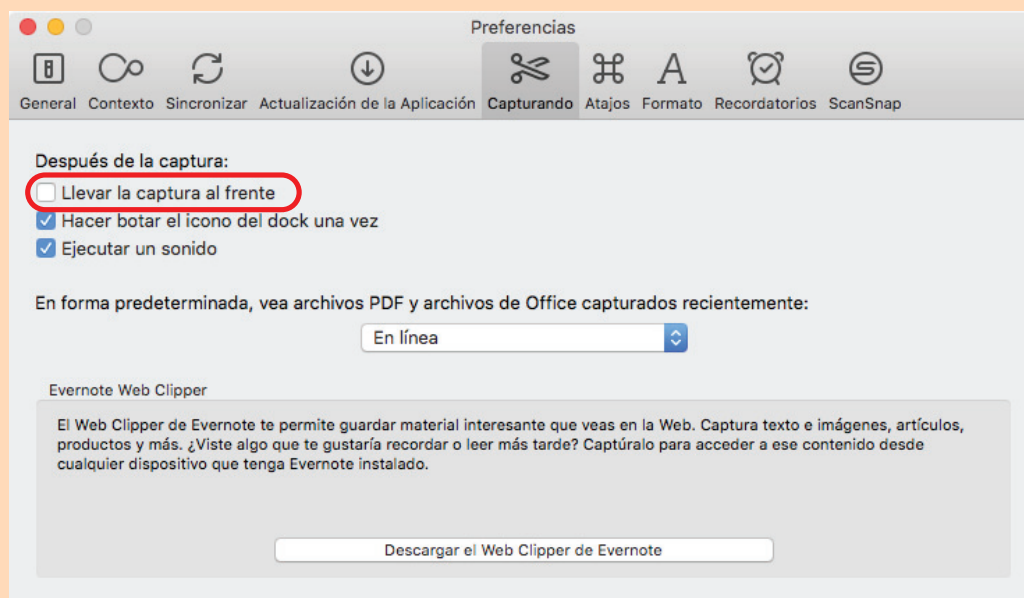 Preferencias
General Contexto Sincronizar Actualización de la Aplicación Capturando Atajos Formato Recordatorios ScanSnap
Después de la captura:
Llevar la captura al frente
Hacer botar el icono del dock una vez
Ejecutar un sonido
En forma predeterminada, vea archivos PDF y archivos de Office capturados recientemente:
En línea
Evernote Web Clipper
El Web Clipper de Evernote te permite guardar material interesante que veas en la Web. Captura texto e imágenes, artículos,
productos y más. ¿Viste algo que te gustaría recordar o leer más tarde? Captúralo para acceder a ese contenido desde
cualquier dispositivo que tenga Evernote instalado.
Descargar el Web Clipper de Evernote